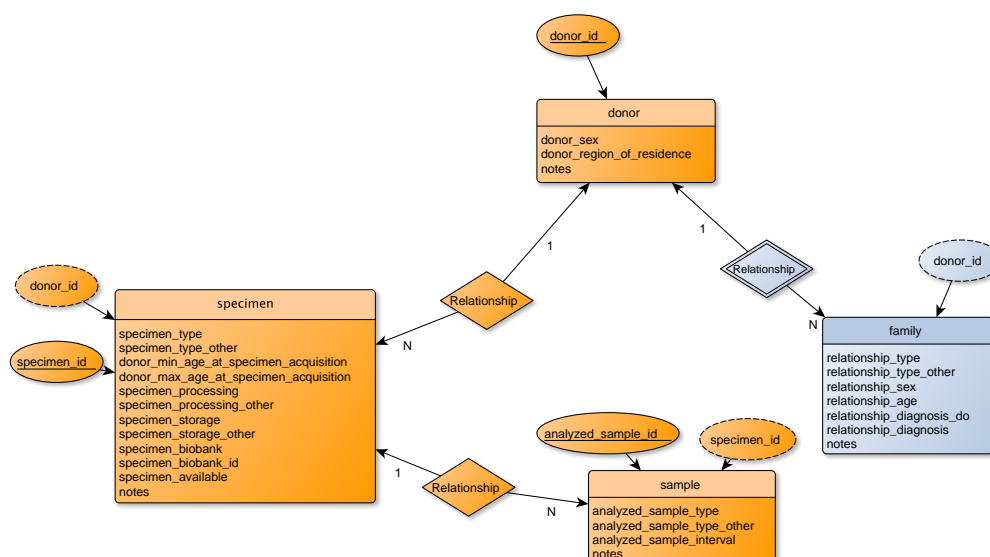 donor_id
donor
donor_sex
donor_region_of_residence
notes
1
1
Relationship
donor_id
donor_id
Relationship
specimen
N
family
specimen_type
specimen_type_other
donor_min_age_at_specimen_acquisition
donor_max_age_at_specimen_acquisition
specimen_processing
specimen_processing_other
specimen_storage
specimen_storage_other
specimen_biobank
specimen_biobank_id
specimen_available
notes
N
specimen_id
relationship_type
relationship_type_other
relationship_sex
relationship_age
relationship_diagnosis_do
relationship_diagnosis
notes
analyzed_sample_id
specimen_id
1
Relationship
N
sample
analyzed_sample_type
analyzed_sample_type_other
analyzed_sample_interval
notes